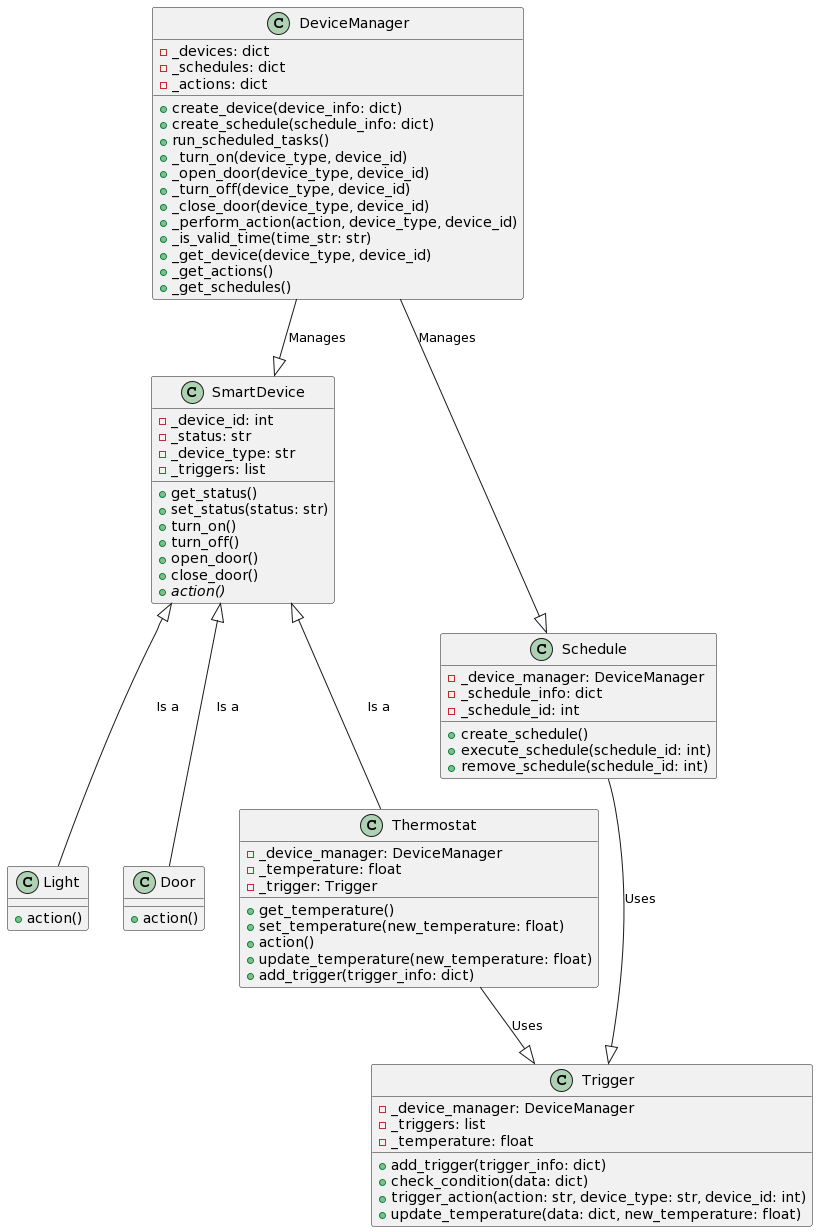 C DeviceManager
_devices: dict
_schedules: dict
_actions: dict
create_device(device_info: dict)
create_schedule(schedule_info: dict)
run_scheduled_tasks()
_turn_on(device_type, device_id)
_open_door(device_type, device_id)
_turn_off(device_type, device_id)
_close_door(device_type, device_id)
_perform_action(action, device_type, device_id)
_is_valid_time(time_str: str)
_get_device(device_type, device_id)
_get_actions()
_get_schedules()
Manages
Manages
C SmartDevice
_device_id: int
_status: str
_device_type: str
_triggers: list
get_status()
set_status(status: str)
turn_on()
turn_off()
open_door()
close_door()
action()
C Schedule
_device_manager: DeviceManager
_schedule_info: dict
_schedule_id: int
create_schedule()
execute_schedule(schedule_id: int)
remove_schedule(schedule_id: int)
Is a
Is a
Is a
C Light
action()
C Door
action()
C Thermostat
_device_manager: DeviceManager
_temperature: float
_trigger: Trigger
get_temperature()
set_temperature(new_temperature: float)
action()
update_temperature(new_temperature: float)
add_trigger(trigger_info: dict)
Uses
Uses
C Trigger
_device_manager: DeviceManager
_triggers: list
_temperature: float
add_trigger(trigger_info: dict)
check_condition(data: dict)
trigger_action(action: str, device_type: str, device_id: int)
update_temperature(data: dict, new_temperature: float)